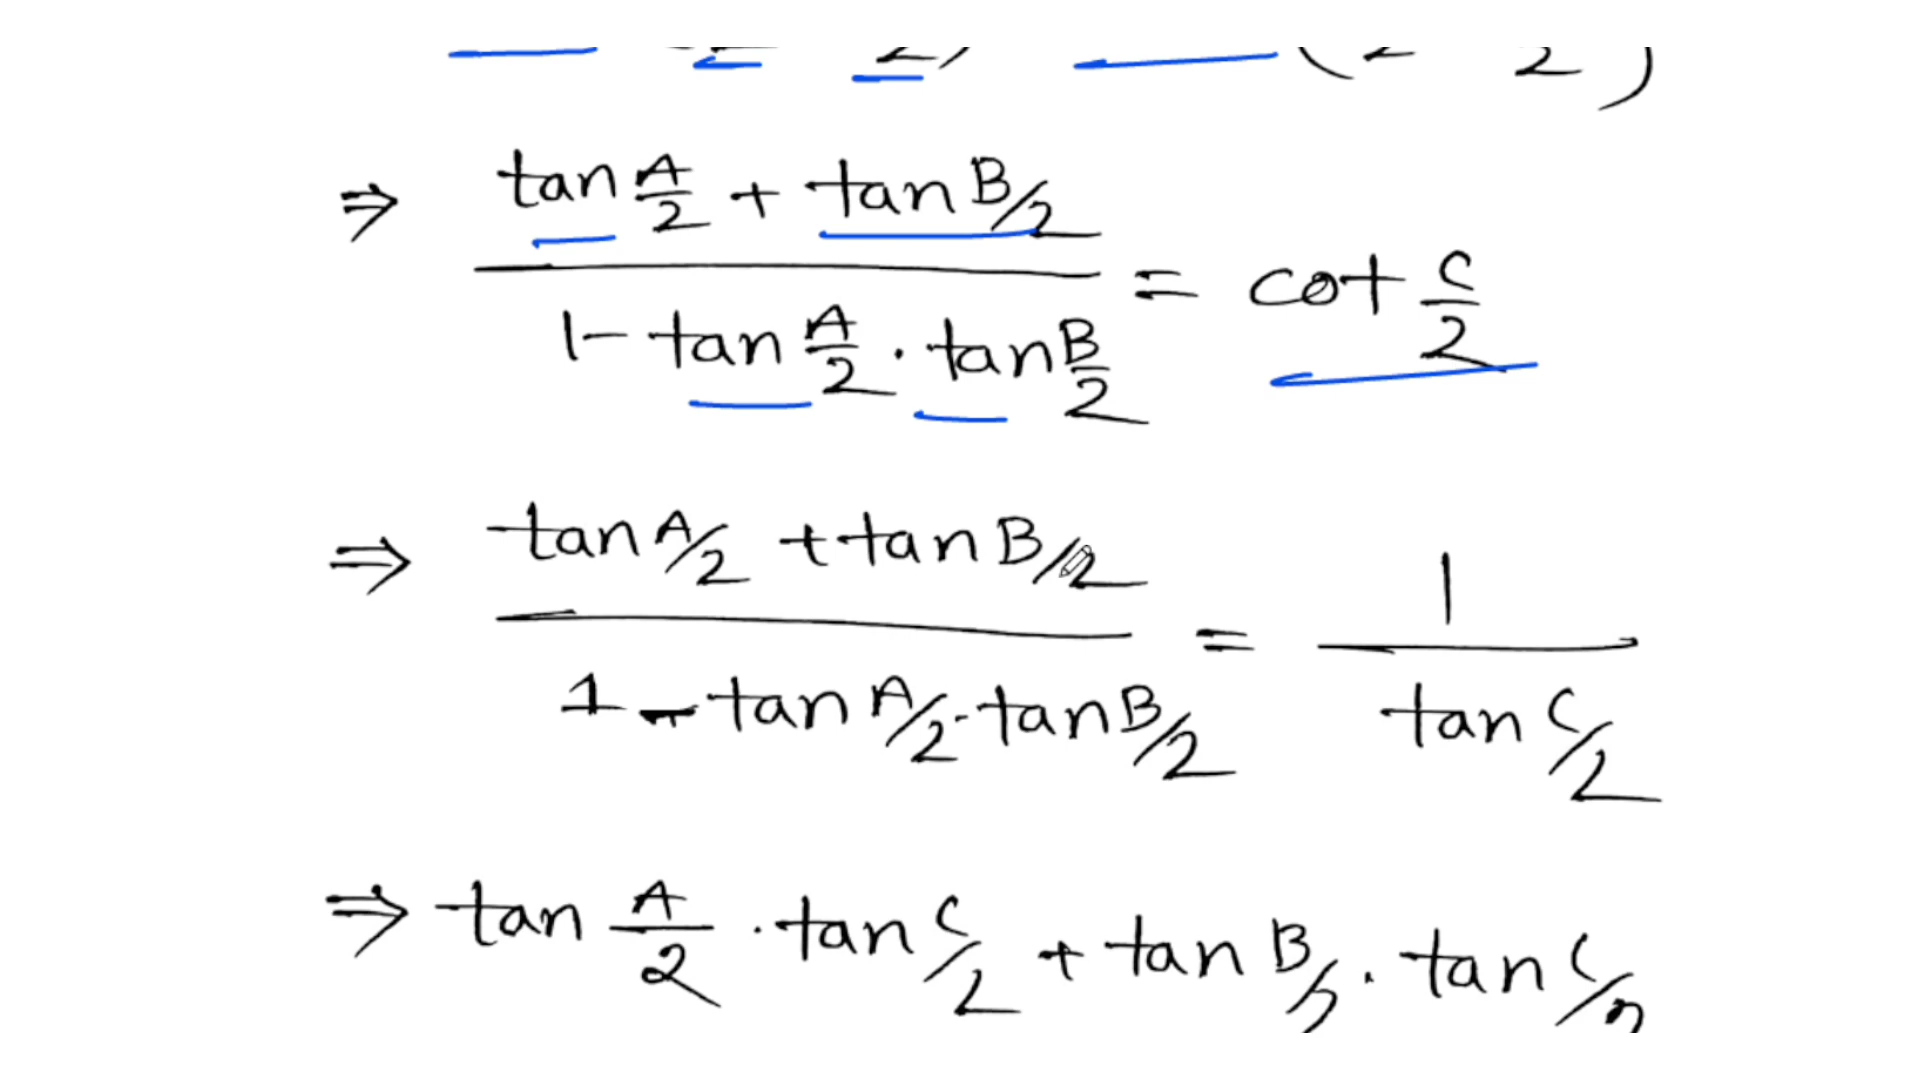 ⇒ (tan A/2 + tan B/2) / (1 - tan A/2 · tan B/2) = cot C/2
⇒ (tan A/2 + tan B/2) / (1 - tan A/2 · tan B/2) = 1 / (tan C/2)
⇒ tan A/2 · tan C/2 + tan B/2 · tan C/2